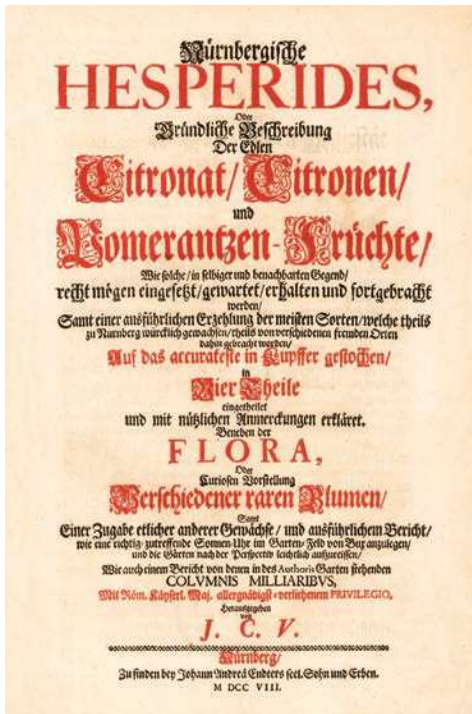 Nürnbergische
HESPERIDES,
Oder
Gründliche Beschreibung
Der Edlen
Citronat/ Citronen/
und
Pomerantzen-Früchte/
Wie solche/ in selbiger und benachbarten Gegend/
recht mögen eingesetzt/ gewartet/ erhalten und fortgebracht
werden/
Samt einer ausführlichen Erzehlung der meisten Sorten/ welche theils
zu Nürnberg würcklich gewachsen/ theils von verschiedenen fremden Orten
dahin gebracht worden/
Auf das accurateste in Kupffer gestochen/
in
Vier Theile
eingetheilet
und mit nützlichen Anmerckungen erkläret.
Beneben der
FLORA,
Oder
Curiosen Vorstellung
Verschiedener raren Blumen/
Samt
Einer Zugabe etlicher anderer Gewächse/ und ausführlichem Bericht/
wie eine richtig-zutreffende Sonnen-Uhr im Garten-Feld von Bux anzulegen/
und die Gärten nach der Perspectiv leichtlich aufzureissen/
Wie auch einem Bericht von denen in des Authoris Garten stehenden
COLVMNIS MILLIARIBVS,
Mit Röm. Käyserl. Maj. allergnädigst-verliehenem PRIVILEGIO,
Herausgegeben
von
J. C. V.
Nürnberg/
Zu finden bey Johann Andreä Endters seel. Sohn und Erben.
M DCC VIII.